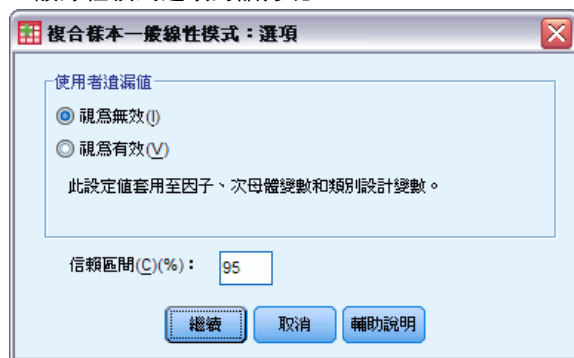 複合樣本一般線性模式：選項
使用者遺漏值
視為無效(I)
視為有效(V)
此設定值套用至因子、次母體變數和類別設計變數。
信賴區間(C)(%)：
95
繼續 取消 輔助說明